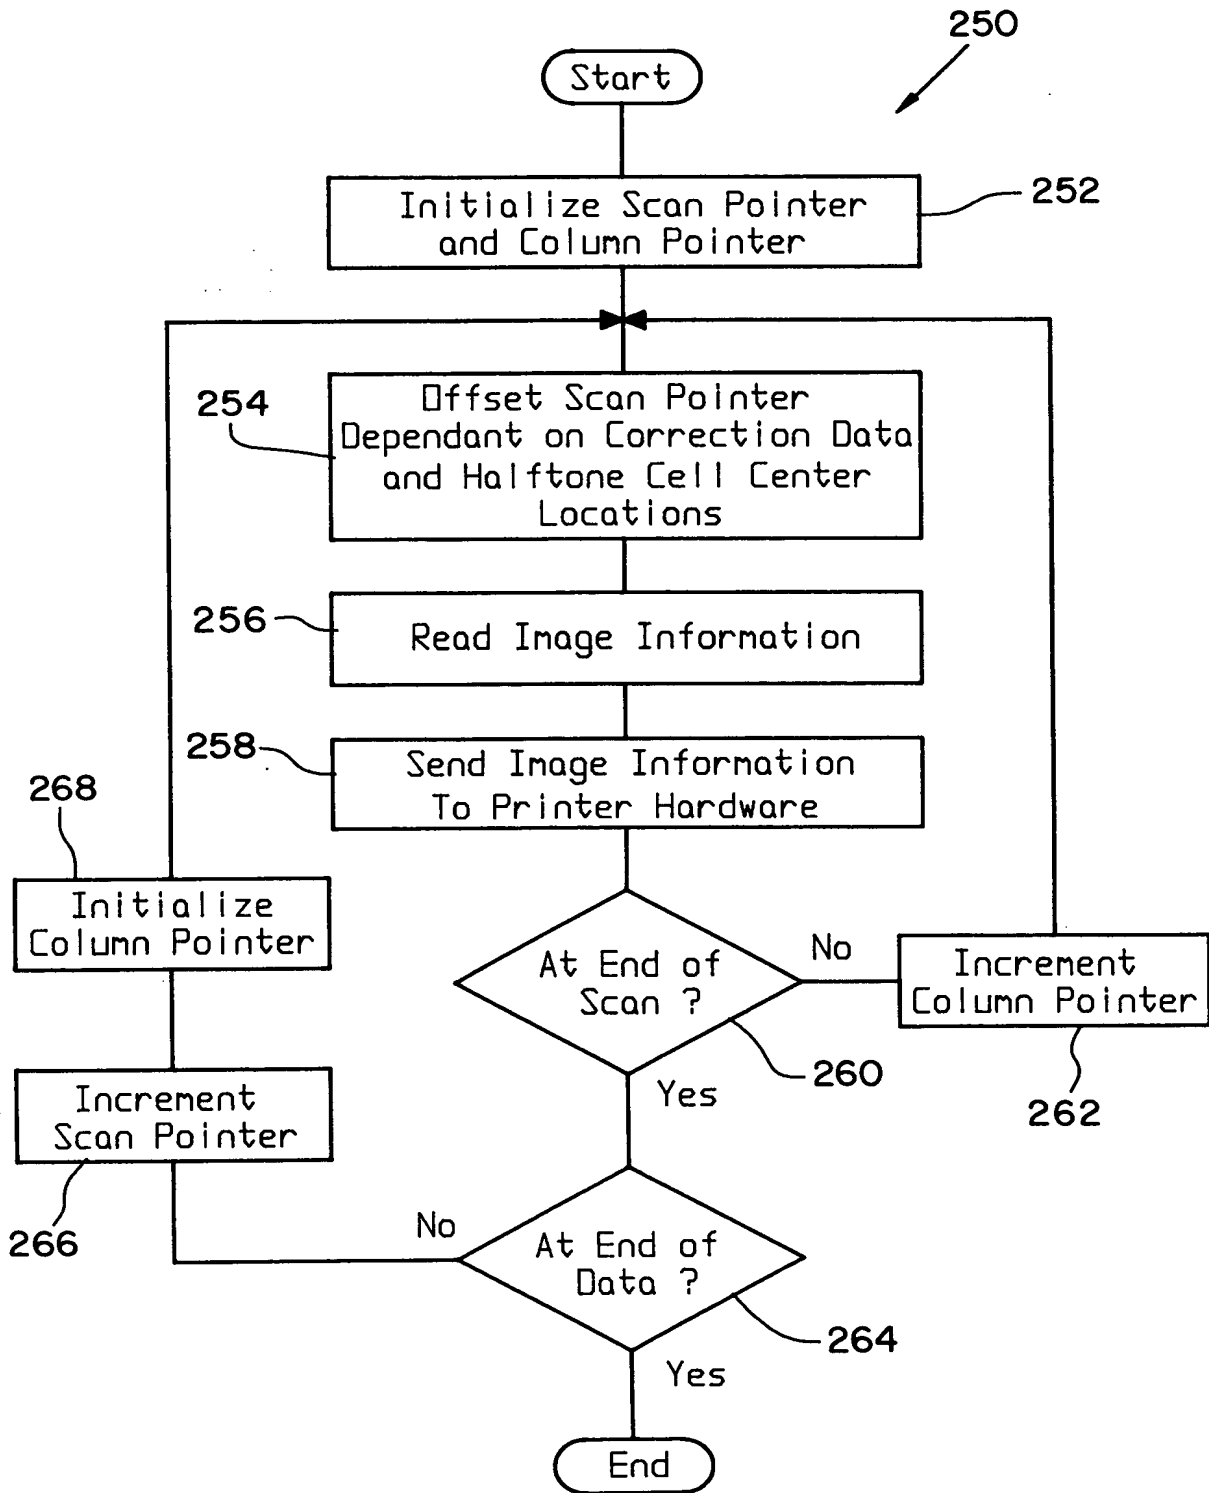 250
Start
Initialize Scan Pointer
and Column Pointer
252
254
Offset Scan Pointer
Dependant on Correction Data
and Halftone Cell Center
Locations
256
Read Image Information
258
Send Image Information
To Printer Hardware
268
Initialize
Column Pointer
At End of
Scan ?
No
Increment
Column Pointer
260
262
Yes
Increment
Scan Pointer
266
No
At End of
Data ?
264
Yes
End